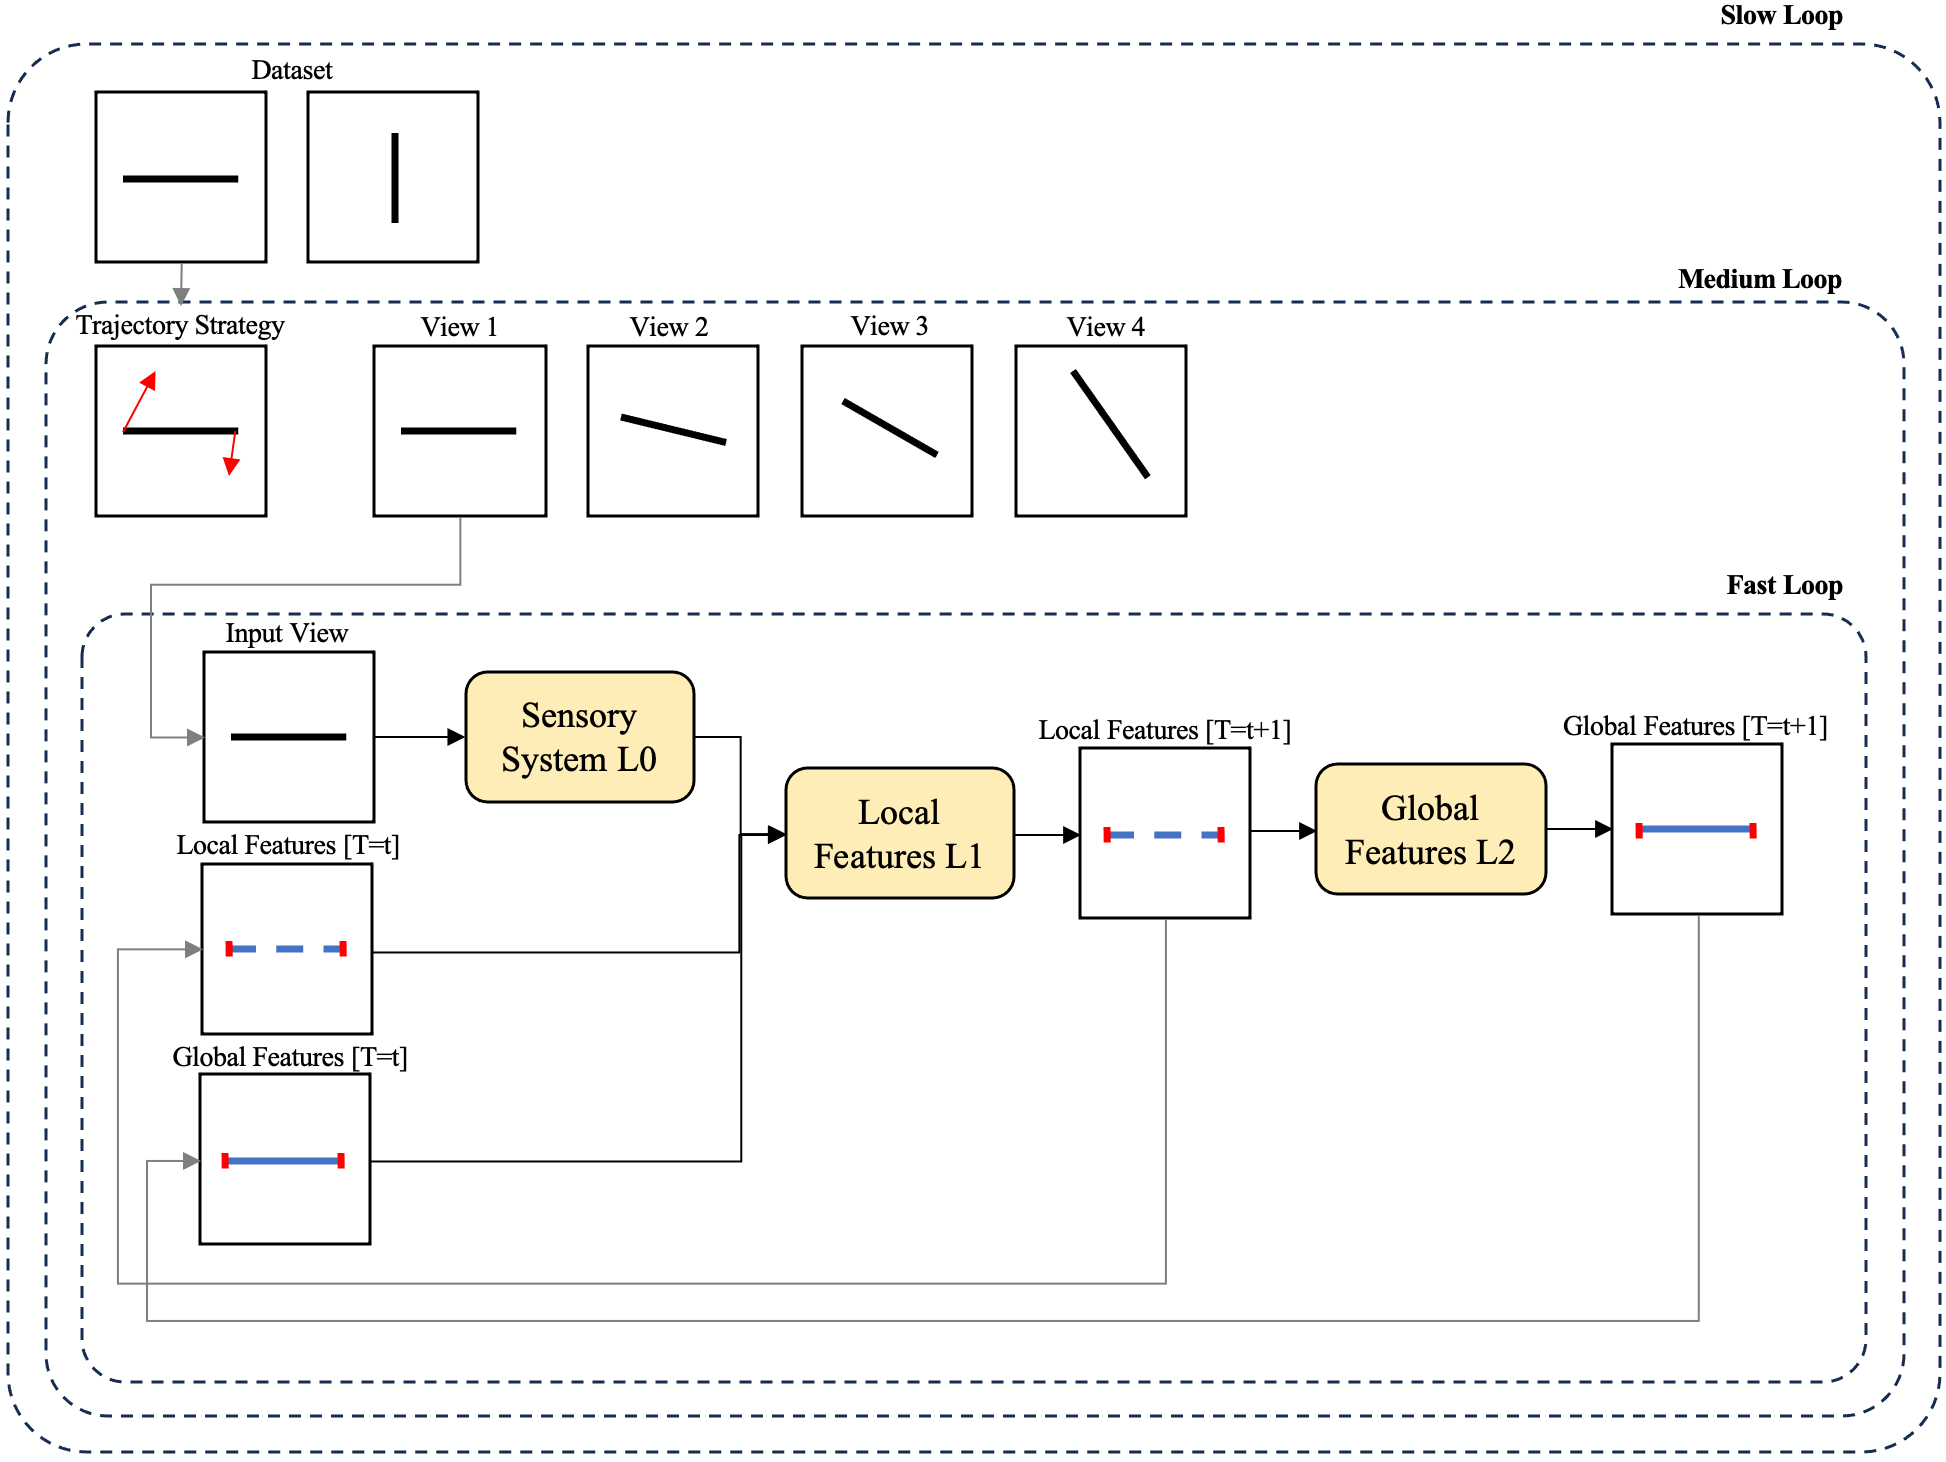 Slow Loop
Dataset
Medium Loop
Trajectory Strategy
View 1
View 2
View 3
View 4
Fast Loop
Input View
Sensory
System L0
Local Features [T=t+1]
Global Features [T=t+1]
Local
Features L1
Global
Features L2
Local Features [T=t]
Global Features [T=t]